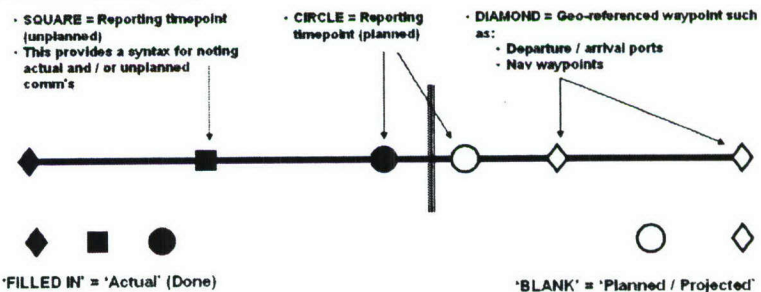 · SQUARE = Reporting timepoint
(unplanned)
· This provides a syntax for noting
actual and / or unplanned
comm's
· CIRCLE = Reporting
timepoint (planned)
· DIAMOND = Geo-referenced waypoint such
as:
· Departure / arrival ports
· Nav waypoints
'FILLED IN' = 'Actual' (Done)
'BLANK' = 'Planned / Projected'